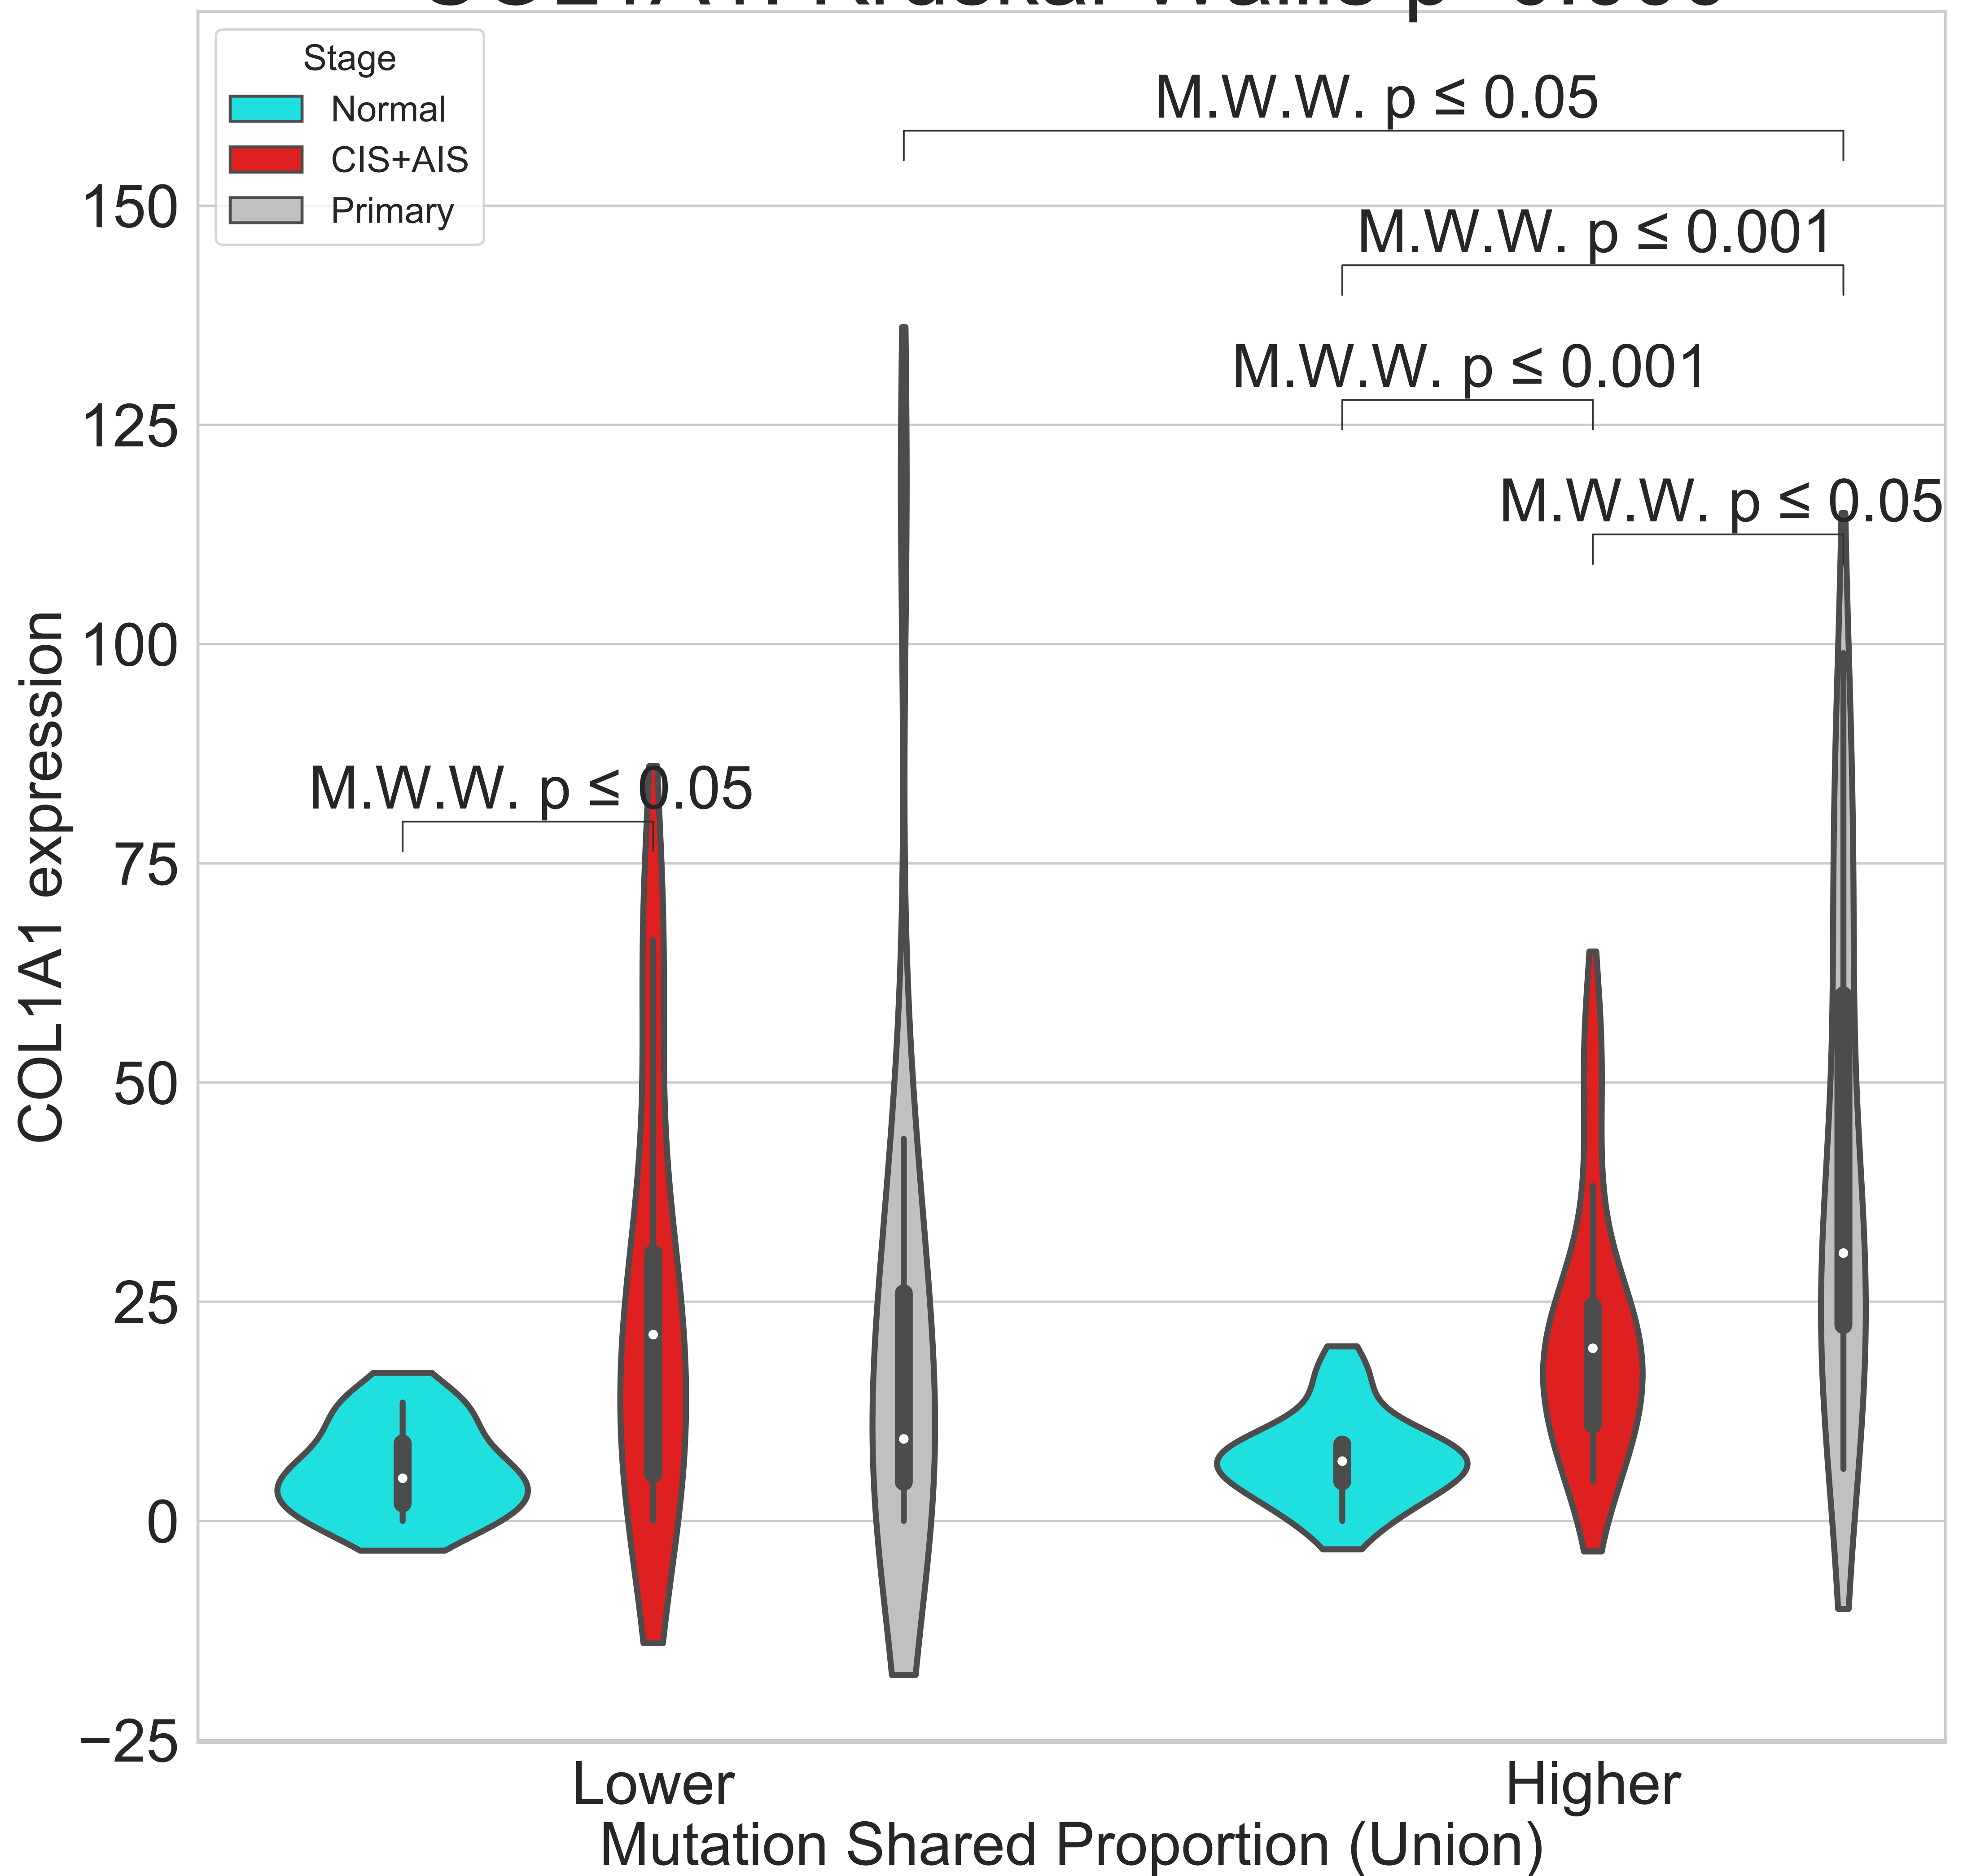 Stage
Normal
CIS+AIS
Primary
M.W.W. p ≤ 0.05
M.W.W. p ≤ 0.001
M.W.W. p ≤ 0.001
M.W.W. p ≤ 0.05
M.W.W. p ≤ 0.05
150
125
100
75
50
25
0
−25
COL1A1 expression
Lower
Higher
Mutation Shared Proportion (Union)